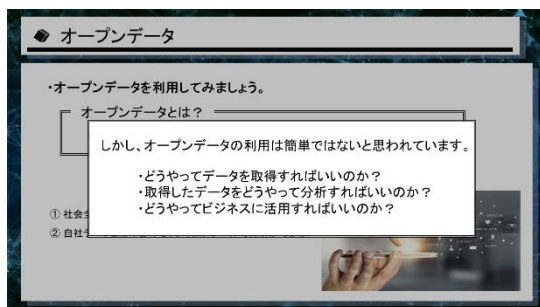 オープンデータ
・オープンデータを利用してみましょう。
オープンデータとは？
しかし、オープンデータの利用は簡単ではないと思われています。
・どうやってデータを取得すればいいのか？
・取得したデータをどうやって分析すればいいのか？
・どうやってビジネスに活用すればいいのか？
① 社会
② 自社